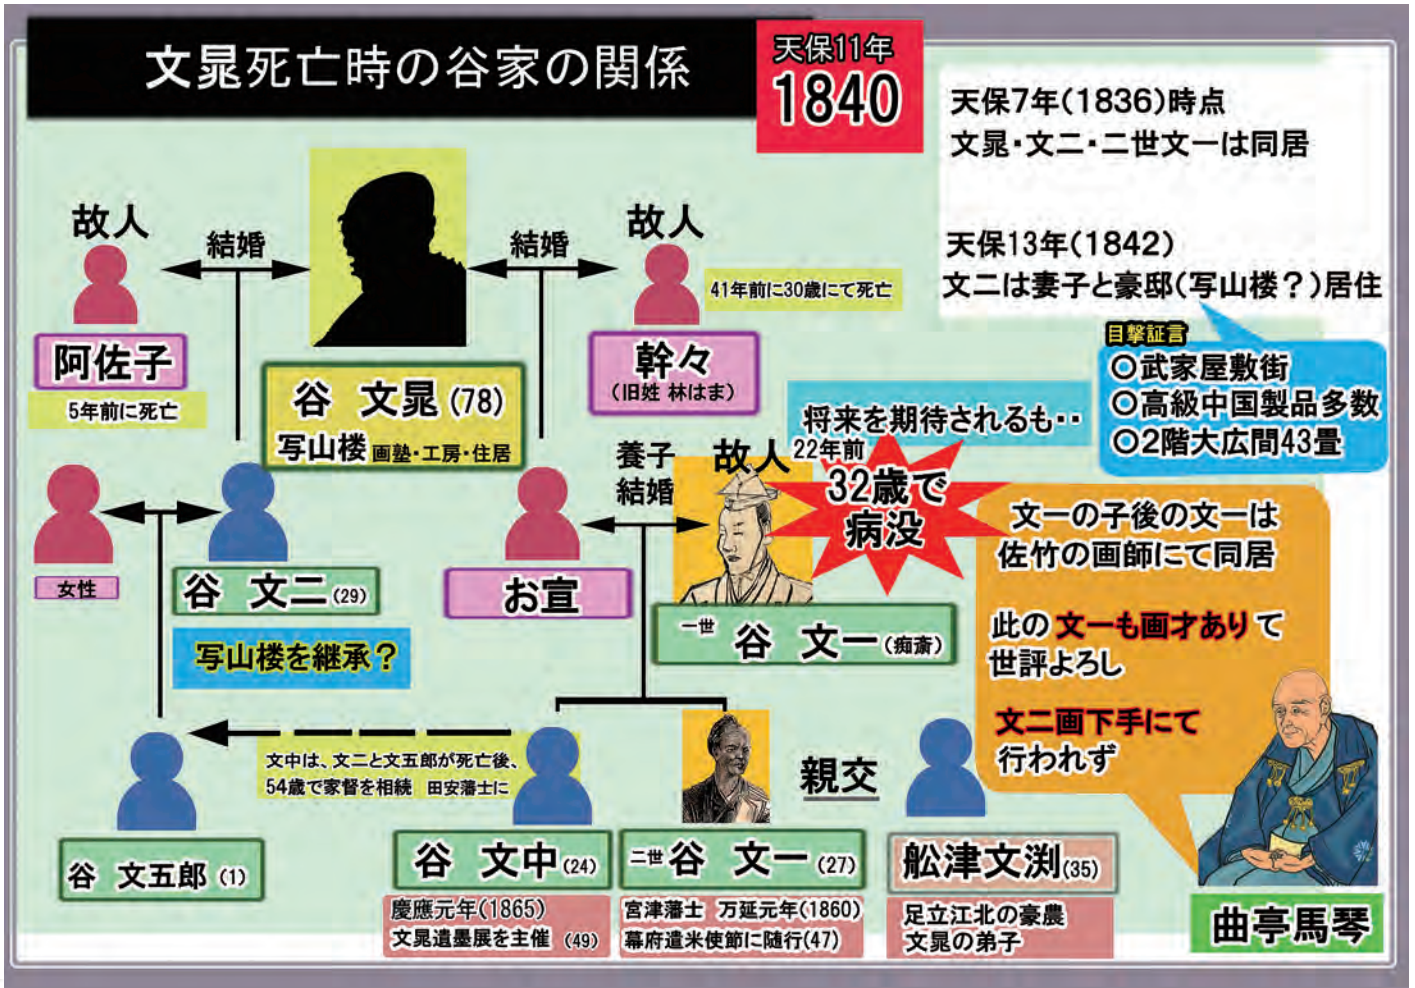 文晁死亡時の谷家の関係
天保11年
1840
天保7年(1836)時点
文晁・文二・二世文一は同居
天保13年(1842)
文二は妻子と豪邸(写山楼？)居住
目撃証言
〇武家屋敷街
〇高級中国製品多数
〇2階大広間43畳
故人
結婚
結婚
故人
41年前に30歳にて死亡
阿佐子
5年前に死亡
谷 文晁(78)
写山楼 画塾・工房・住居
幹々
(旧姓 林はま)
将来を期待されるも・・
22年前
故人
32歳で
病没
養子
結婚
女性
谷 文二(29)
写山楼を継承？
お宣
一世 谷 文一(痴斎)
文一の子後の文一は
佐竹の画師にて同居
此の文一も画才ありて
世評よろし
文二画下手にて
行われず
文中は、文二と文五郎が死亡後、
54歳で家督を相続 田安藩士に
親交
谷 文五郎(1)
谷 文中(24)
慶應元年(1865)
文晁遺墨展を主催 (49)
二世 谷 文一(27)
宮津藩士 万延元年(1860)
幕府遣米使節に随行(47)
舩津文渕(35)
足立江北の豪農
文晁の弟子
曲亭馬琴